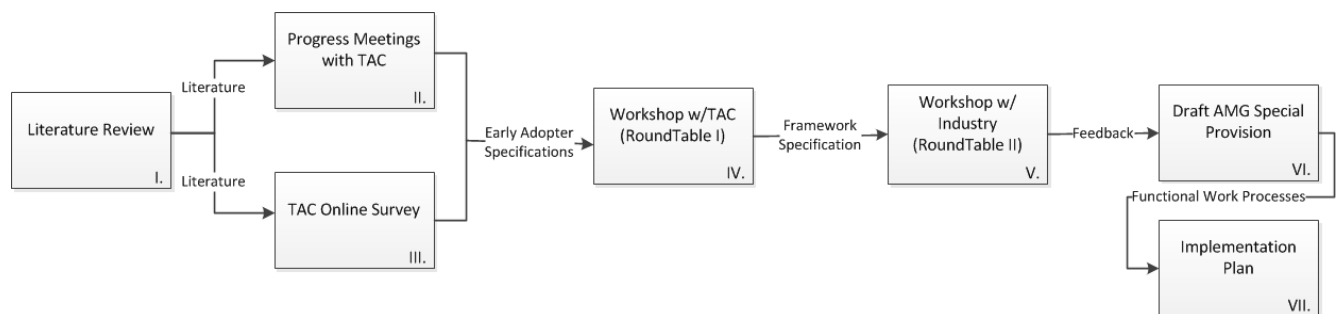 Literature Review
I.
Literature
Literature
Progress Meetings
with TAC
II.
TAC Online Survey
III.
Early Adopter
Specifications
Workshop w/TAC
(RoundTable I)
IV.
Framework
Specification
Workshop w/
Industry
(RoundTable II)
V.
Feedback
Draft AMG Special
Provision
VI.
Functional Work Processes
Implementation
Plan
VII.